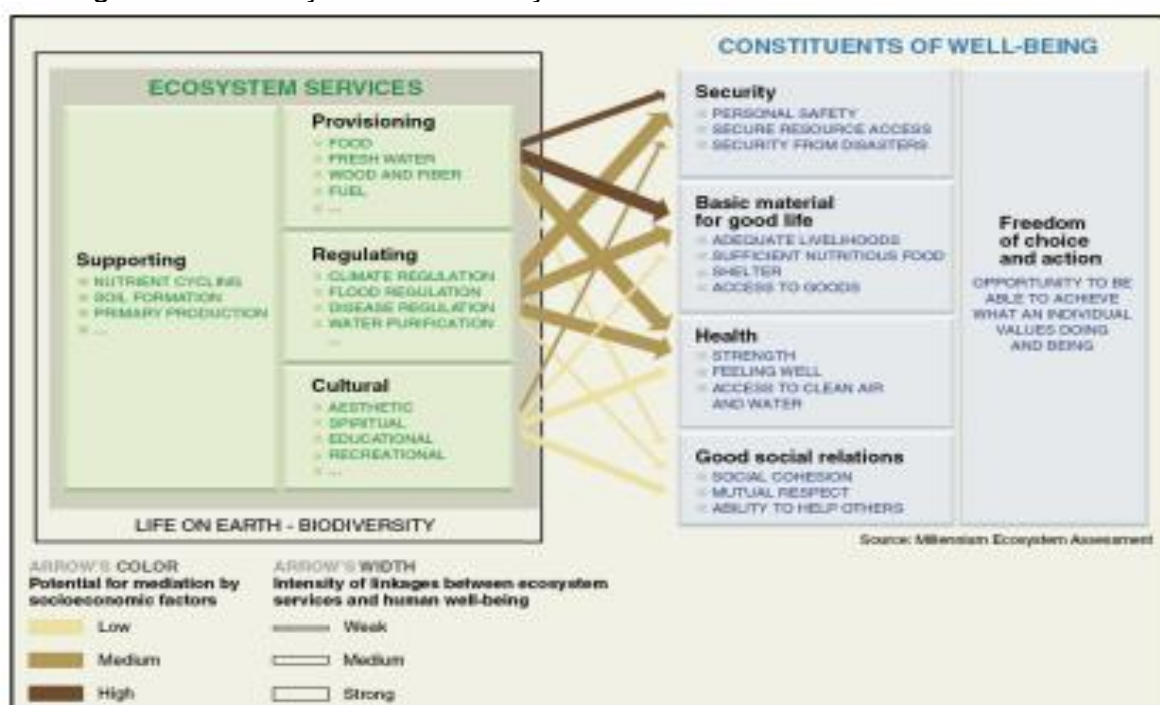 CONSTITUENTS OF WELL-BEING
ECOSYSTEM SERVICES
Supporting
NUTRIENT CYCLING
SOIL FORMATION
PRIMARY PRODUCTION
...
Provisioning
FOOD
FRESH WATER
WOOD AND FIBER
FUEL
...
Regulating
CLIMATE REGULATION
FLOOD REGULATION
DISEASE REGULATION
WATER PURIFICATION
...
Cultural
AESTHETIC
SPIRITUAL
EDUCATIONAL
RECREATIONAL
...
LIFE ON EARTH - BIODIVERSITY
Security
PERSONAL SAFETY
SECURE RESOURCE ACCESS
SECURITY FROM DISASTERS
Basic material
for good life
ADEQUATE LIVELIHOODS
SUFFICIENT NUTRITIOUS FOOD
SHELTER
ACCESS TO GOODS
Health
STRENGTH
FEELING WELL
ACCESS TO CLEAN AIR
AND WATER
Good social relations
SOCIAL COHESION
MUTUAL RESPECT
ABILITY TO HELP OTHERS
Freedom
of choice
and action
OPPORTUNITY TO BE
ABLE TO ACHIEVE
WHAT AN INDIVIDUAL
VALUES DOING
AND BEING
Source: Millennium Ecosystem Assessment
ARROW'S COLOR
Potential for mediation by
socioeconomic factors
Low
Medium
High
ARROW'S WIDTH
Intensity of linkages between ecosystem
services and human well-being
Weak
Medium
Strong